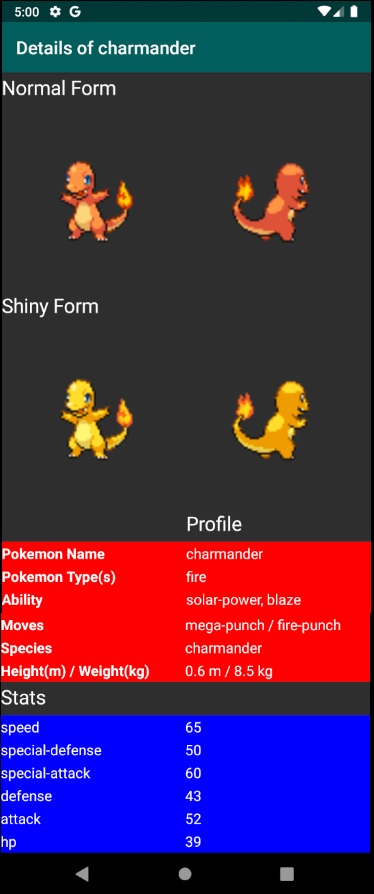 5:00 G
Details of charmander
Normal Form
Shiny Form
Profile
Pokemon Name charmander
Pokemon Type(s) fire
Ability solar-power, blaze
Moves mega-punch / fire-punch
Species charmander
Height(m) / Weight(kg) 0.6 m / 8.5 kg
Stats
speed 65
special-defense 50
special-attack 60
defense 43
attack 52
hp 39